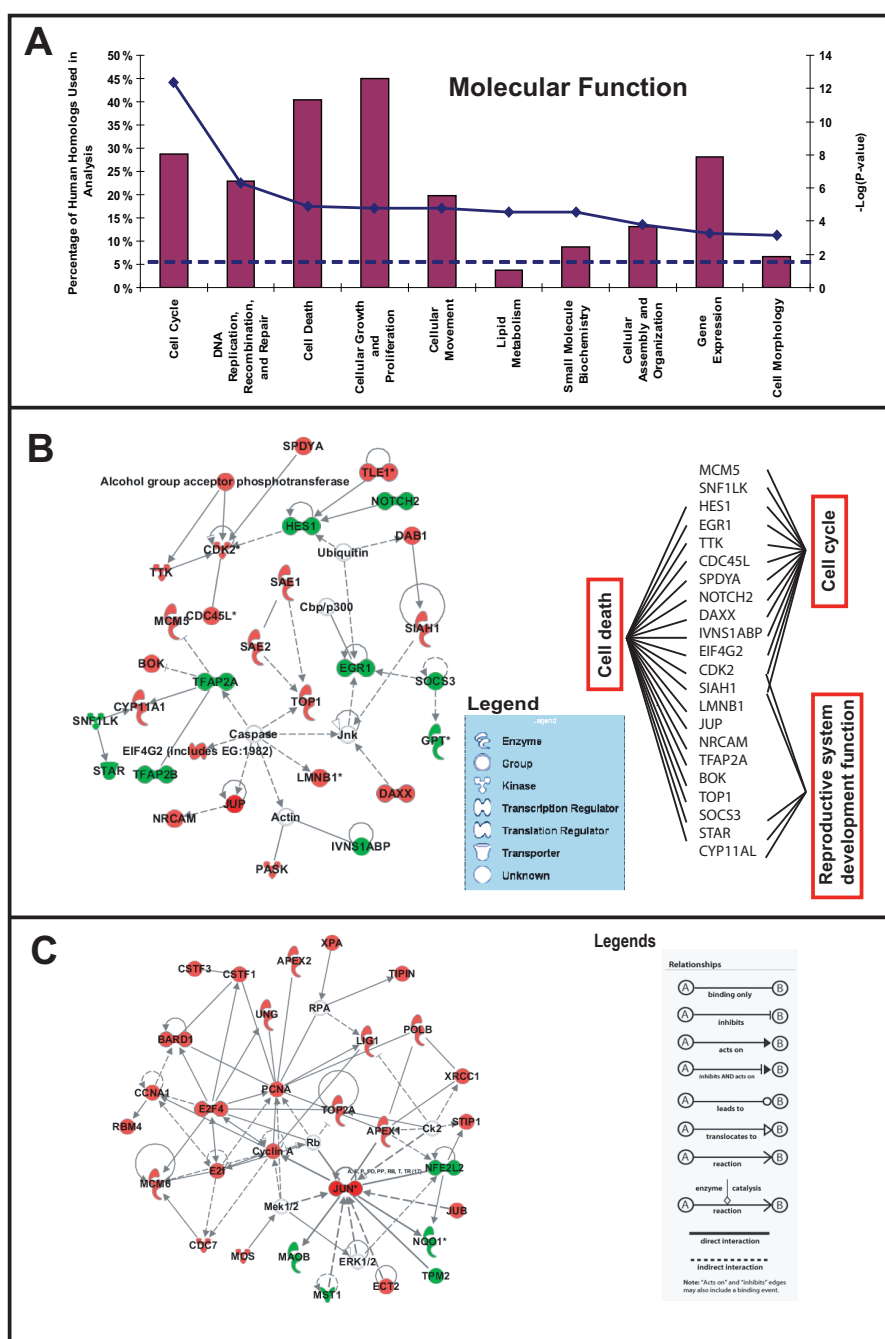 A
Molecular Function
Percentage of Human Homologs Used in
Analysis
50 %
45%
40%
35%
30%
25%
20%
15%
10%
5 %
0 %
14
12
10
8
6
4
2
0
-Log(P-value)
Cell Cycle
DNA
Replication,
Recombination,
and Repair
Cell Death
Cellular Growth
and
Proliferation
Cellular
Movement
Lipid
Metabolism
Small Molecule
Biochemistry
Cellular
Assembly and
Organization
Gene
Expression
Cell Morphology
B
SPDYA
Alcohol group acceptor phosphotransferase
TLE1*
NOTCH2
HES1
CDK2*
Ubiquitin
DAB1
TTK
SAE1
Cbp/p300
MCM5
CDC45L*
SIAH1
SAE2
BOK
EGR1
TFAP2A
SOCS3
CYP11A1
TOP1
SNF1LK
Caspase
Jnk
GPT*
EIF4G2 (includes EG:1982)
STAR
TFAP2B
LMNB1*
DAXX
JUP
NRCAM
Actin
IVNS1ABP
PASK
Legend
Legend
Enzyme
Group
Kinase
Transcription Regulator
Translation Regulator
Transporter
Unknown
Cell death
MCM5
SNF1LK
HES1
EGR1
TTK
CDC45L
SPDYA
NOTCH2
DAXX
IVNS1ABP
EIF4G2
CDK2
SIAH1
LMNB1
JUP
NRCAM
TFAP2A
BOK
TOP1
SOCS3
STAR
CYP11AL
Cell cycle
Reproductive system
development function
C
XPA
CSTF3
CSTF1
APEX2
TIPIN
RPA
UNG
POLB
BARD1
LIG1
XRCC1
CCNA1
PCNA
E2F4
TOP2A
RBM4
APEX1
Ck2
STIP1
Rb
Cyclin A
NFE2L2
E2f
MCM6
JUN*
Mek1/2
JUB
CDC7
MOS
MAOB
NQO1*
ERK1/2
TPM2
MST1
ECT2
Legends
Relationships
A B
binding only
A B
inhibits
A B
acts on
A B
inhibits AND acts on
A B
leads to
A B
translocates to
A B
reaction
enzyme catalysis
A B
reaction
direct interaction
indirect interaction
Note: "Acts on" and "inhibits" edges
may also include a binding event.